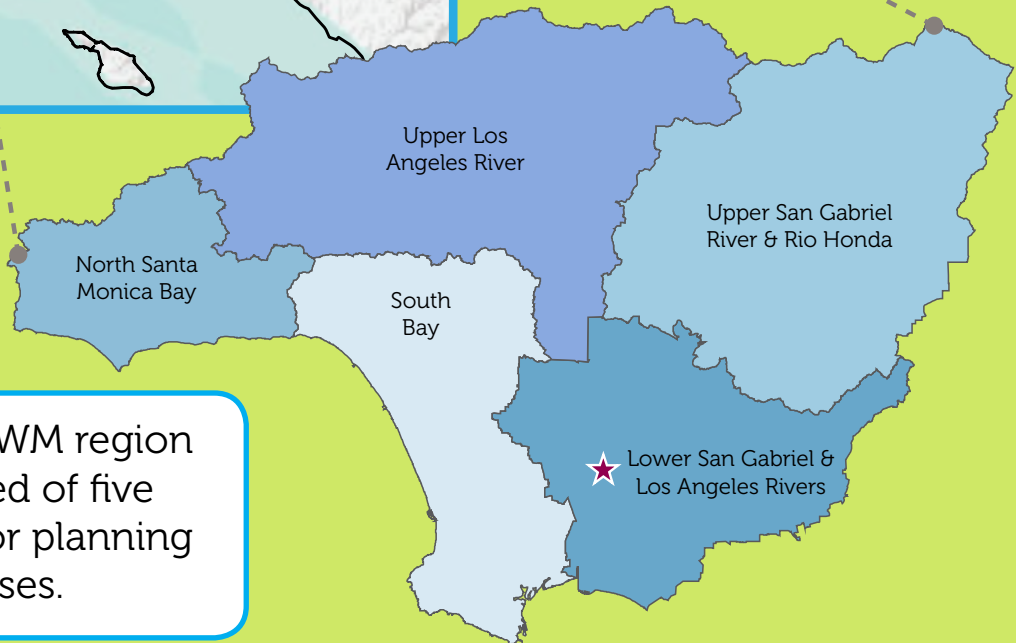 Upper Los
Angeles River
Upper San Gabriel
River & Rio Honda
North Santa
Monica Bay
South
Bay
Lower San Gabriel &
Los Angeles Rivers
WM region
ed of five
or planning
ses.